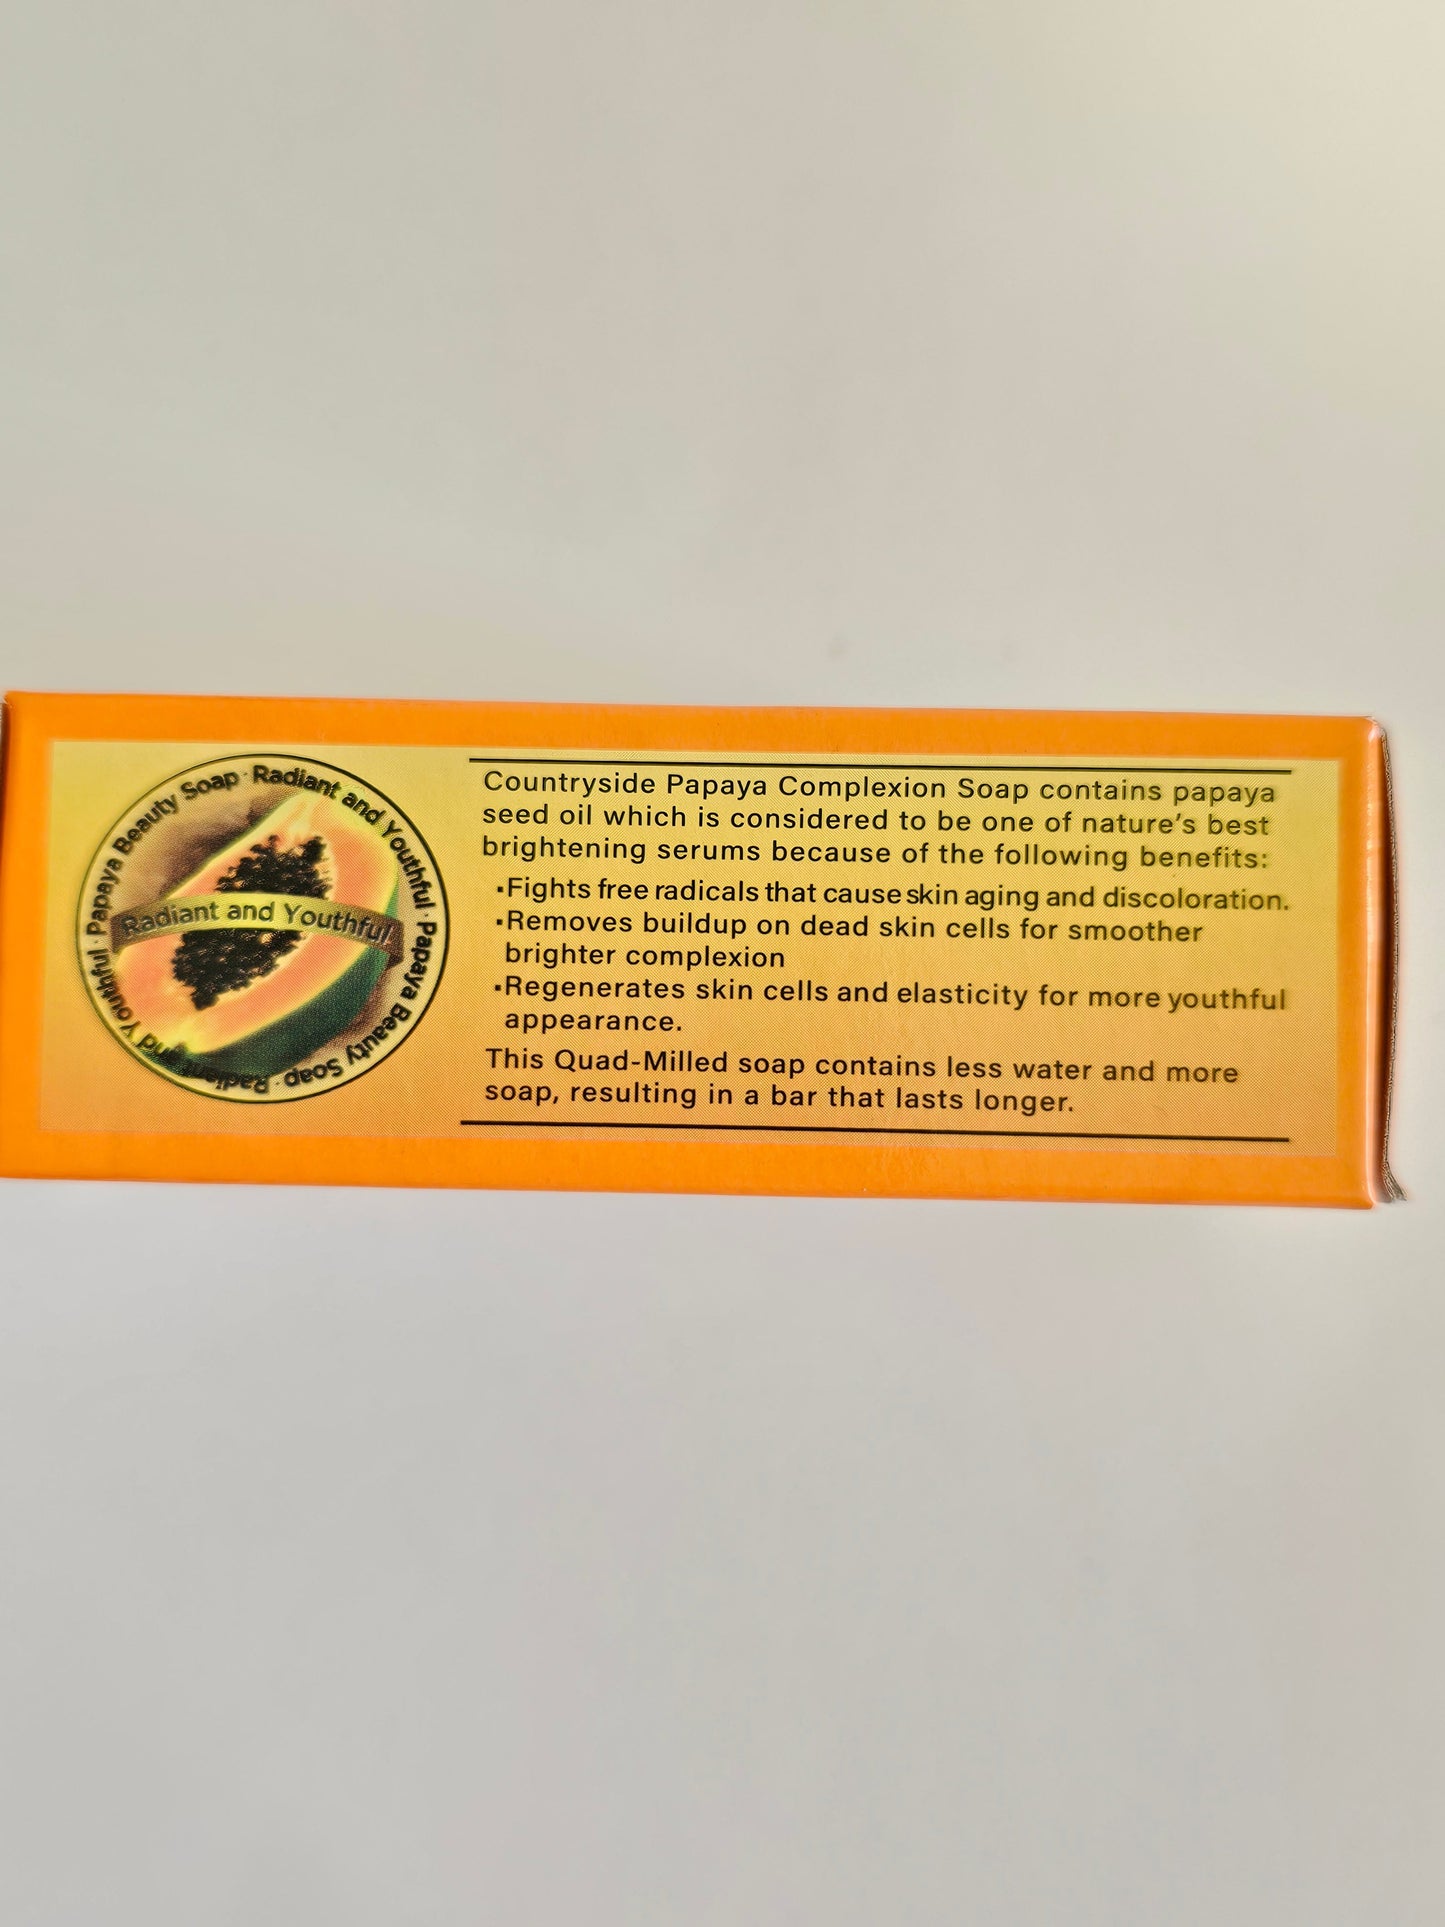 Papaya Beauty Soap · Radiant and Youthful · Papaya Beauty Soap · Radiant and Youthful ·
Radiant and Youthful
Countryside Papaya Complexion Soap contains papaya
seed oil which is considered to be one of nature's best
brightening serums because of the following benefits:
▪Fights free radicals that cause skin aging and discoloration.
▪Removes buildup on dead skin cells for smoother
brighter complexion
▪Regenerates skin cells and elasticity for more youthful
appearance.
This Quad-Milled soap contains less water and more
soap, resulting in a bar that lasts longer.